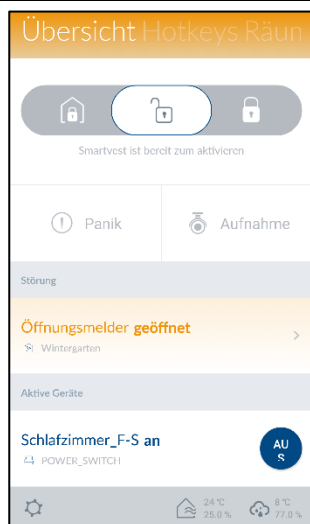 Übersicht Hotkeys Räun
Smartvest ist bereit zum aktivieren
Panik Aufnahme
Störung
Öffnungsmelder geöffnet
Wintergarten
Aktive Geräte
Schlafzimmer_F-S an
AU
S
POWER_SWITCH
24 °C 8 °C
25.0 % 77.0 %